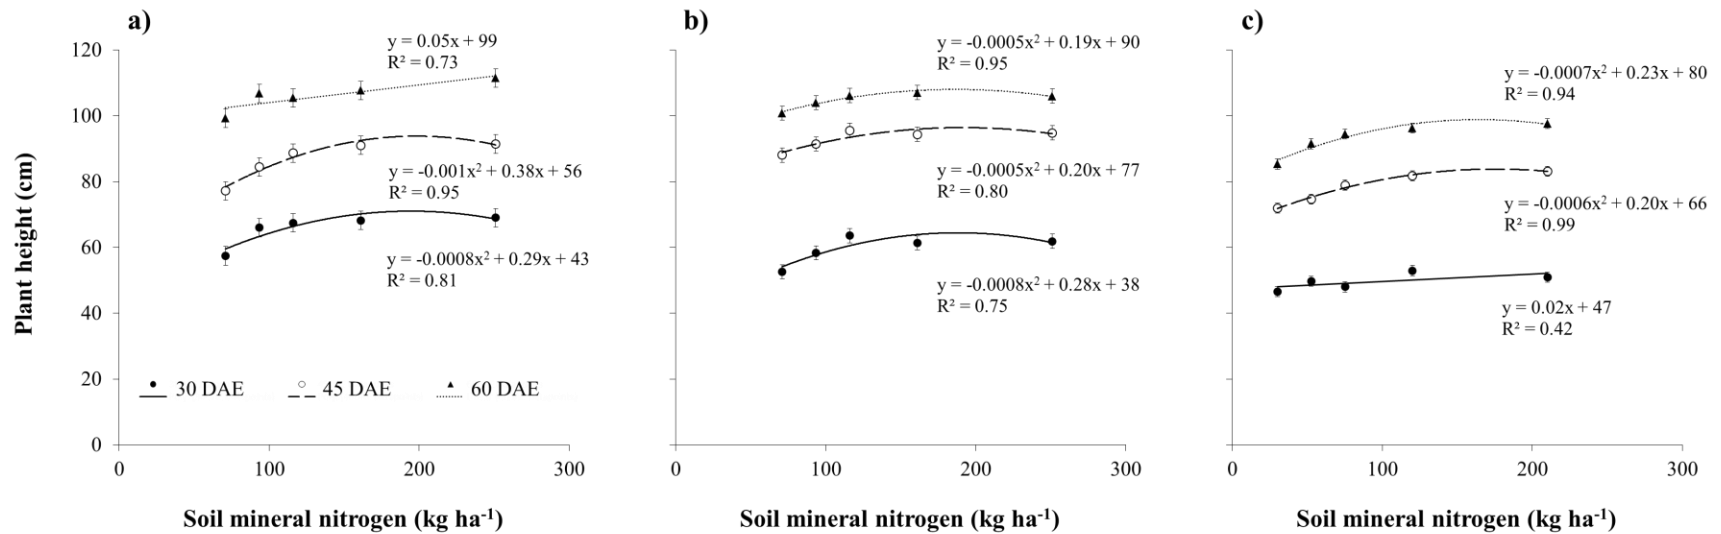 a)
y = 0.05x + 99
R² = 0.73
y = -0.001x² + 0.38x + 56
R² = 0.95
y = -0.0008x² + 0.29x + 43
R² = 0.81
120
100
80
60
40
20
0
Plant height (cm)
30 DAE
45 DAE
60 DAE
0
100
200
300
Soil mineral nitrogen (kg ha⁻¹)
b)
y = -0.0005x² + 0.19x + 90
R² = 0.95
y = -0.0005x² + 0.20x + 77
R² = 0.80
y = -0.0008x² + 0.28x + 38
R² = 0.75
0
100
200
300
Soil mineral nitrogen (kg ha⁻¹)
c)
y = -0.0007x² + 0.23x + 80
R² = 0.94
y = -0.0006x² + 0.20x + 66
R² = 0.99
y = 0.02x + 47
R² = 0.42
0
100
200
300
Soil mineral nitrogen (kg ha⁻¹)